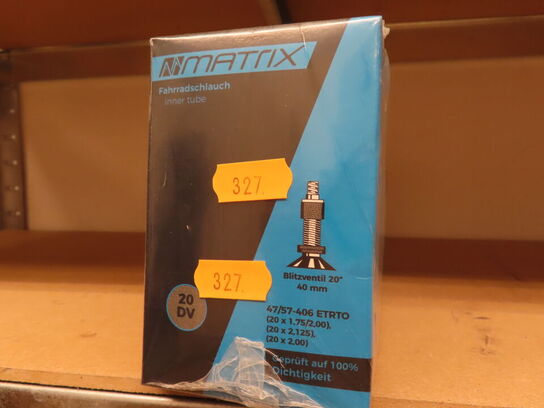 MATRIX
Fahrradschlauch
inner tube
327.
Blitzventil 20"
40 mm
327.
20
DV
47/57-406 ETRTO
(20 x 1.75/2,00),
(20 x 2,125),
(20 x 2,00)
Geprüft auf 100%
Dichtigkeit